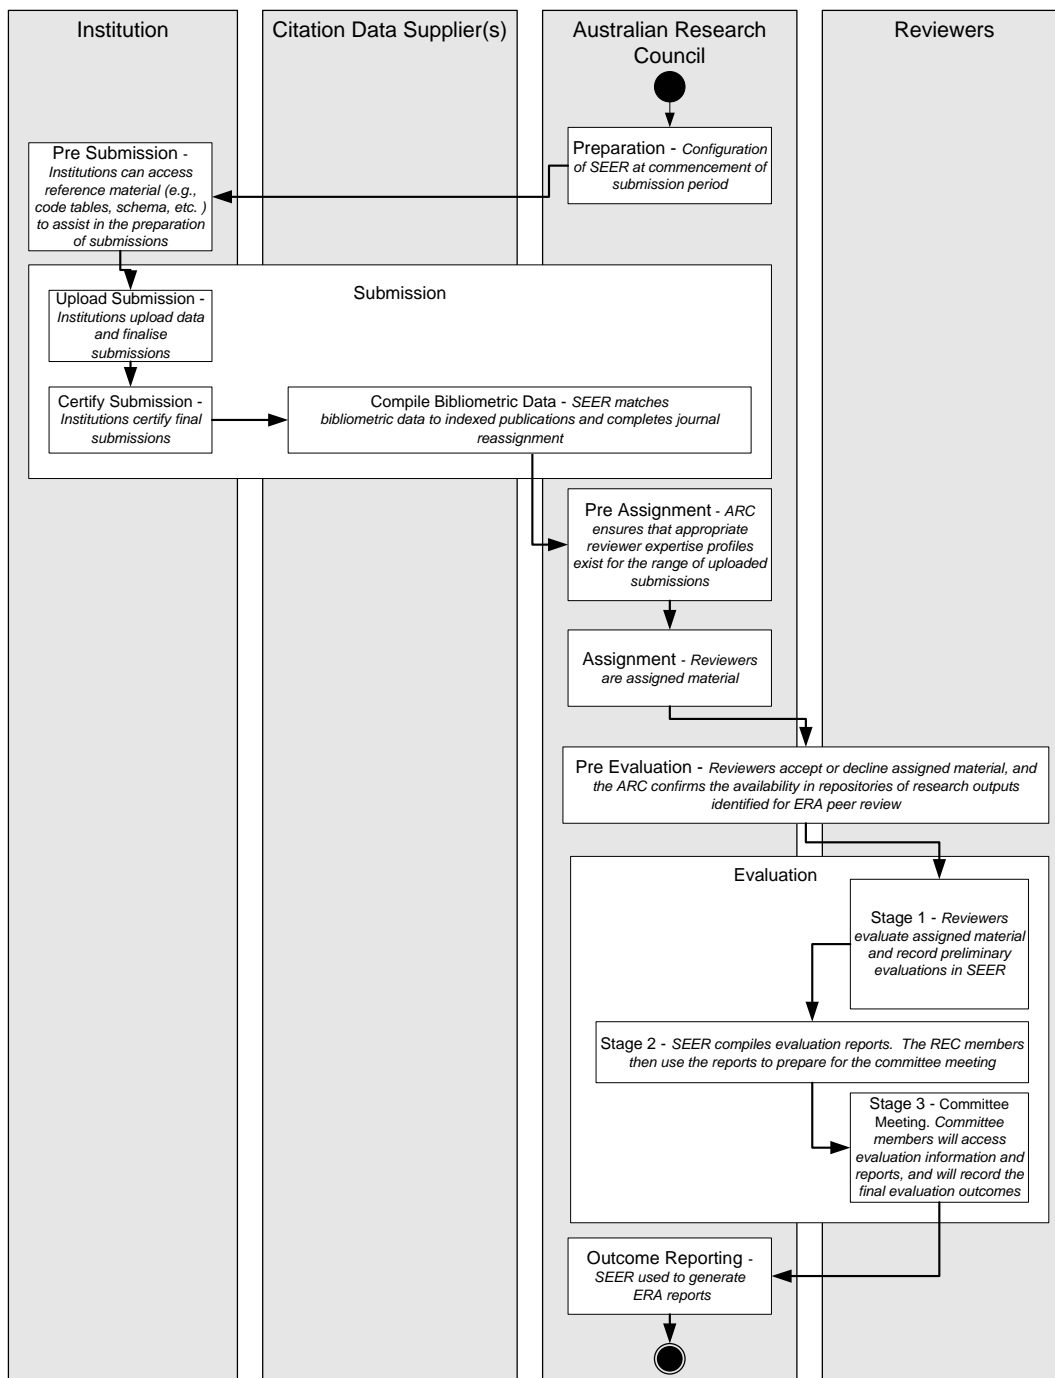 Institution
Citation Data Supplier(s)
Australian Research
Council
Reviewers
Preparation - Configuration
of SEER at commencement of
submission period
Pre Submission -
Institutions can access
reference material (e.g.,
code tables, schema, etc. )
to assist in the preparation
of submissions
Submission
Upload Submission -
Institutions upload data
and finalise
submissions
Certify Submission -
Institutions certify final
submissions
Compile Bibliometric Data - SEER matches
bibliometric data to indexed publications and completes journal
reassignment
Pre Assignment - ARC
ensures that appropriate
reviewer expertise profiles
exist for the range of uploaded
submissions
Assignment - Reviewers
are assigned material
Pre Evaluation - Reviewers accept or decline assigned material, and
the ARC confirms the availability in repositories of research outputs
identified for ERA peer review
Evaluation
Stage 1 - Reviewers
evaluate assigned material
and record preliminary
evaluations in SEER
Stage 2 - SEER compiles evaluation reports.  The REC members
then use the reports to prepare for the committee meeting
Stage 3 - Committee
Meeting. Committee
members will access
evaluation information and
reports, and will record the
final evaluation outcomes
Outcome Reporting -
SEER used to generate
ERA reports